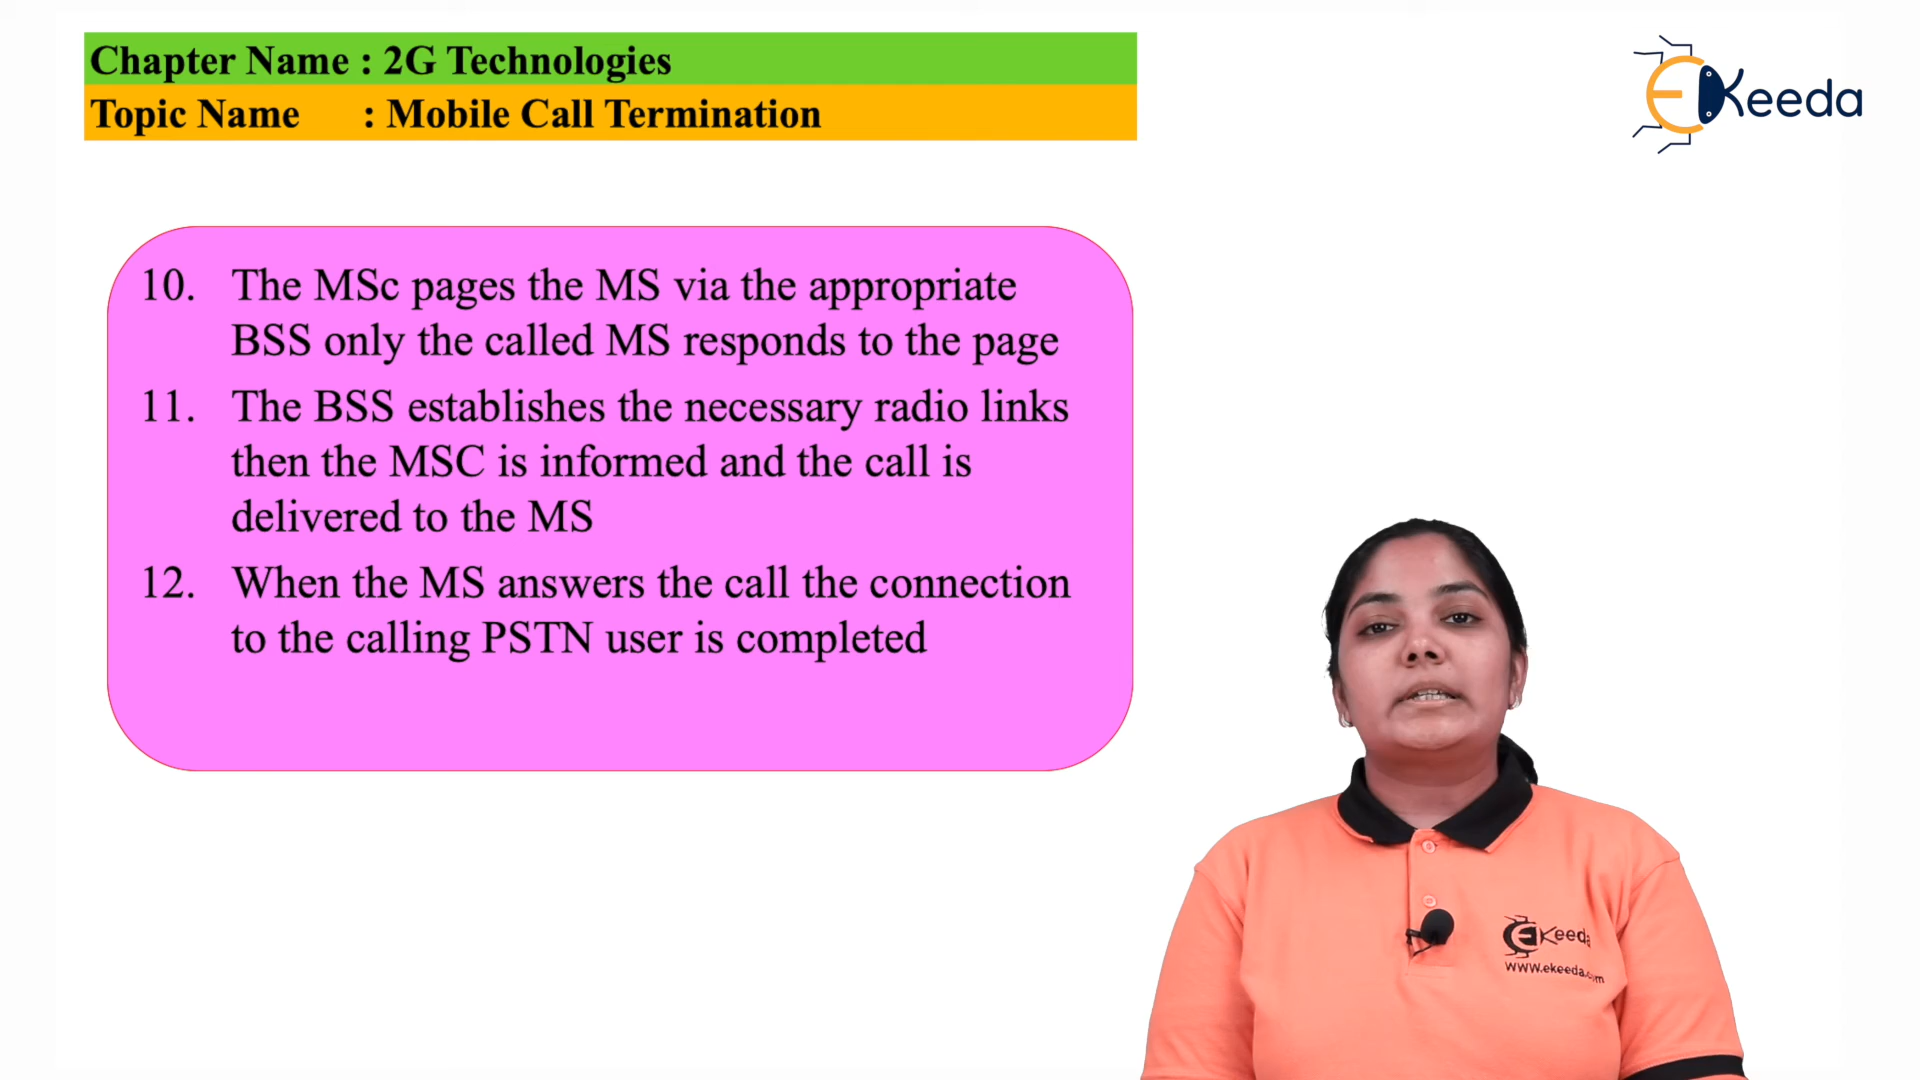 Chapter Name : 2G Technologies
Topic Name : Mobile Call Termination
EKeeda
10. The MSc pages the MS via the appropriate
BSS only the called MS responds to the page
11. The BSS establishes the necessary radio links
then the MSC is informed and the call is
delivered to the MS
12. When the MS answers the call the connection
to the calling PSTN user is completed
EKeeda
www.ekeeda.com